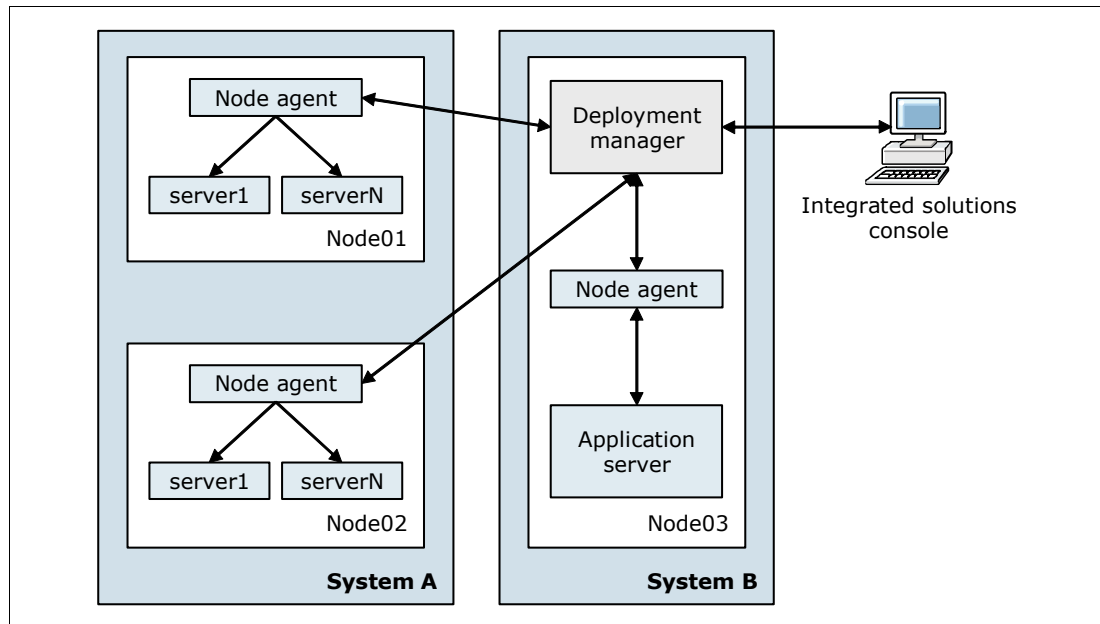 Node agent
server1
serverN
Node01
Node agent
server1
serverN
Node02
System A
Deployment
manager
Node agent
Application
server
Node03
System B
Integrated solutions
console